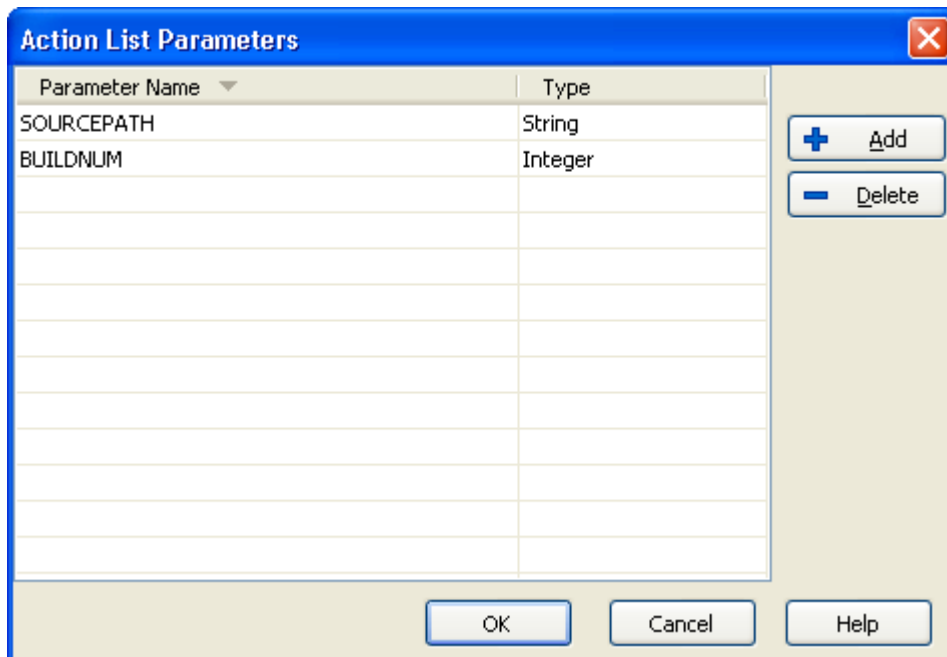 Action List Parameters
Parameter Name Type
SOURCEPATH String
BUILDNUM Integer
Add
Delete
OK Cancel Help